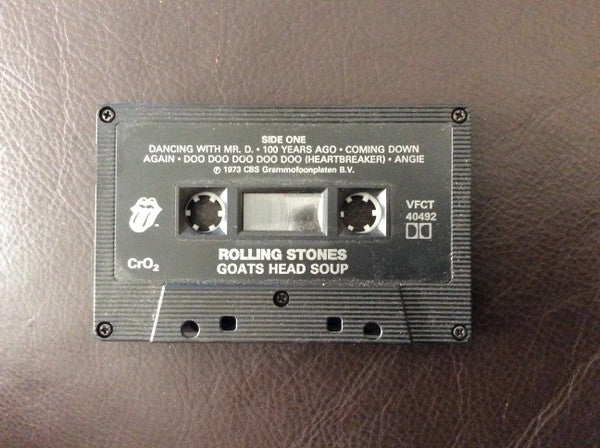 SIDE ONE
DANCING WITH MR. D. • 100 YEARS AGO • COMING DOWN
AGAIN • DOO DOO DOO DOO DOO (HEARTBREAKER) • ANGIE
℗ 1973 CBS Grammofoonplaten B.V.
VFCT
40492
CrO₂
ROLLING STONES
GOATS HEAD SOUP